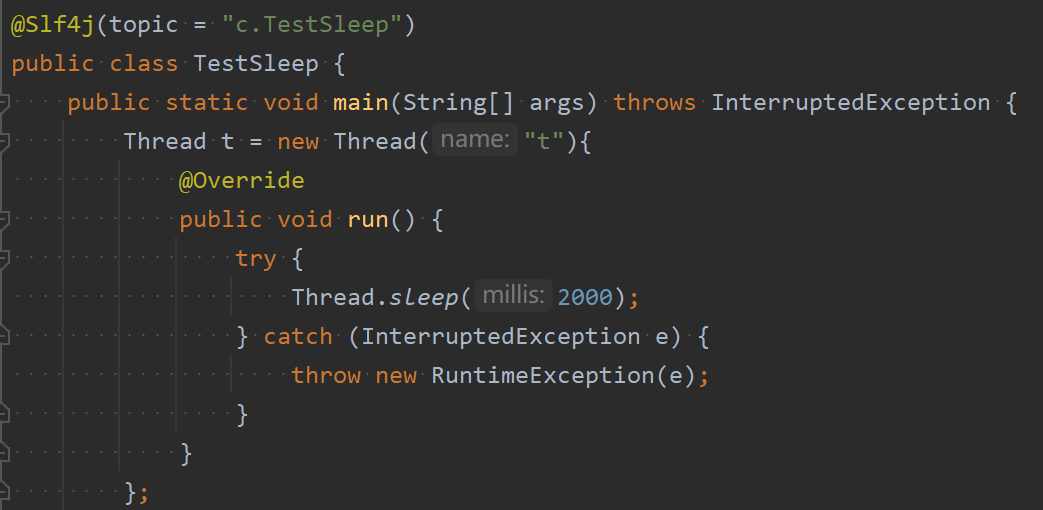 @Slf4j(topic = "c.TestSleep")
public class TestSleep {
public static void main(String[] args) throws InterruptedException {
Thread t = new Thread( name: "t"){
@Override
public void run() {
try {
Thread.sleep( millis: 2000);
} catch (InterruptedException e) {
throw new RuntimeException(e);
}
}
};